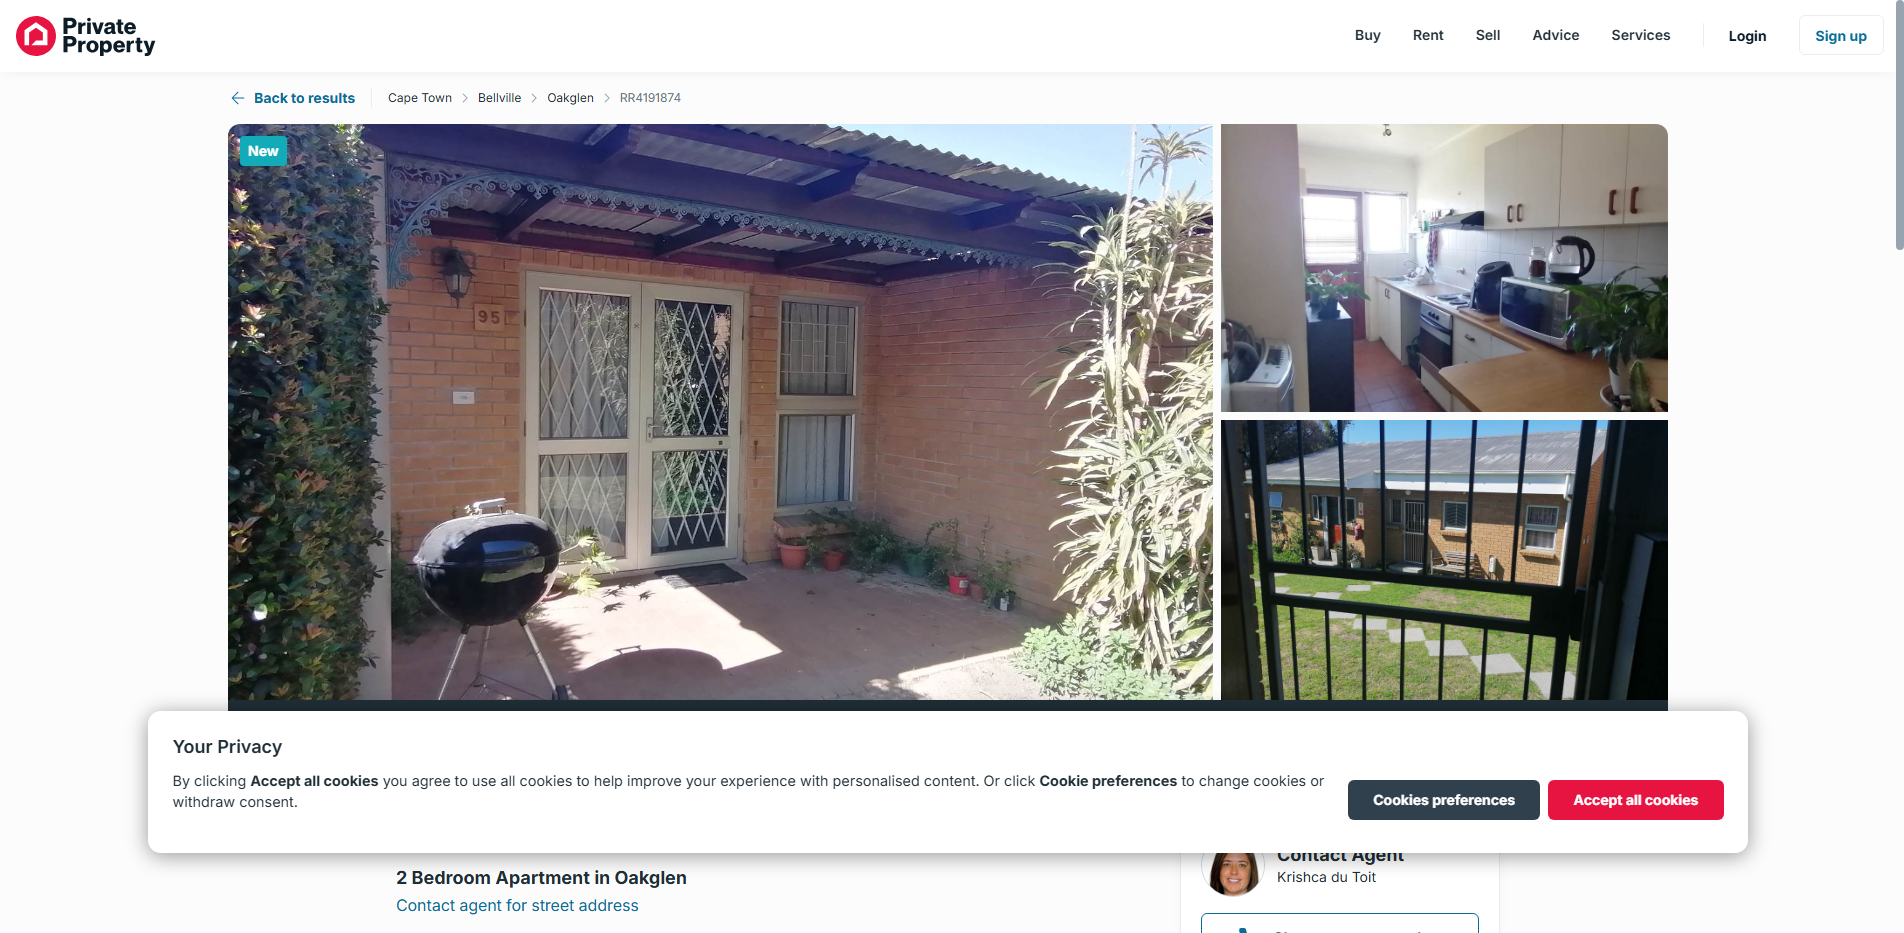 Private
Property
Buy
Rent
Sell
Advice
Services
Login
Sign up
Back to results
Cape Town
Bellville
Oakglen
RR4191874
New
95
Your Privacy
By clicking Accept all cookies you agree to use all cookies to help improve your experience with personalised content. Or click Cookie preferences to change cookies or
withdraw consent.
Cookies preferences
Accept all cookies
Contact Agent
2 Bedroom Apartment in Oakglen
Krishca du Toit
Contact agent for street address